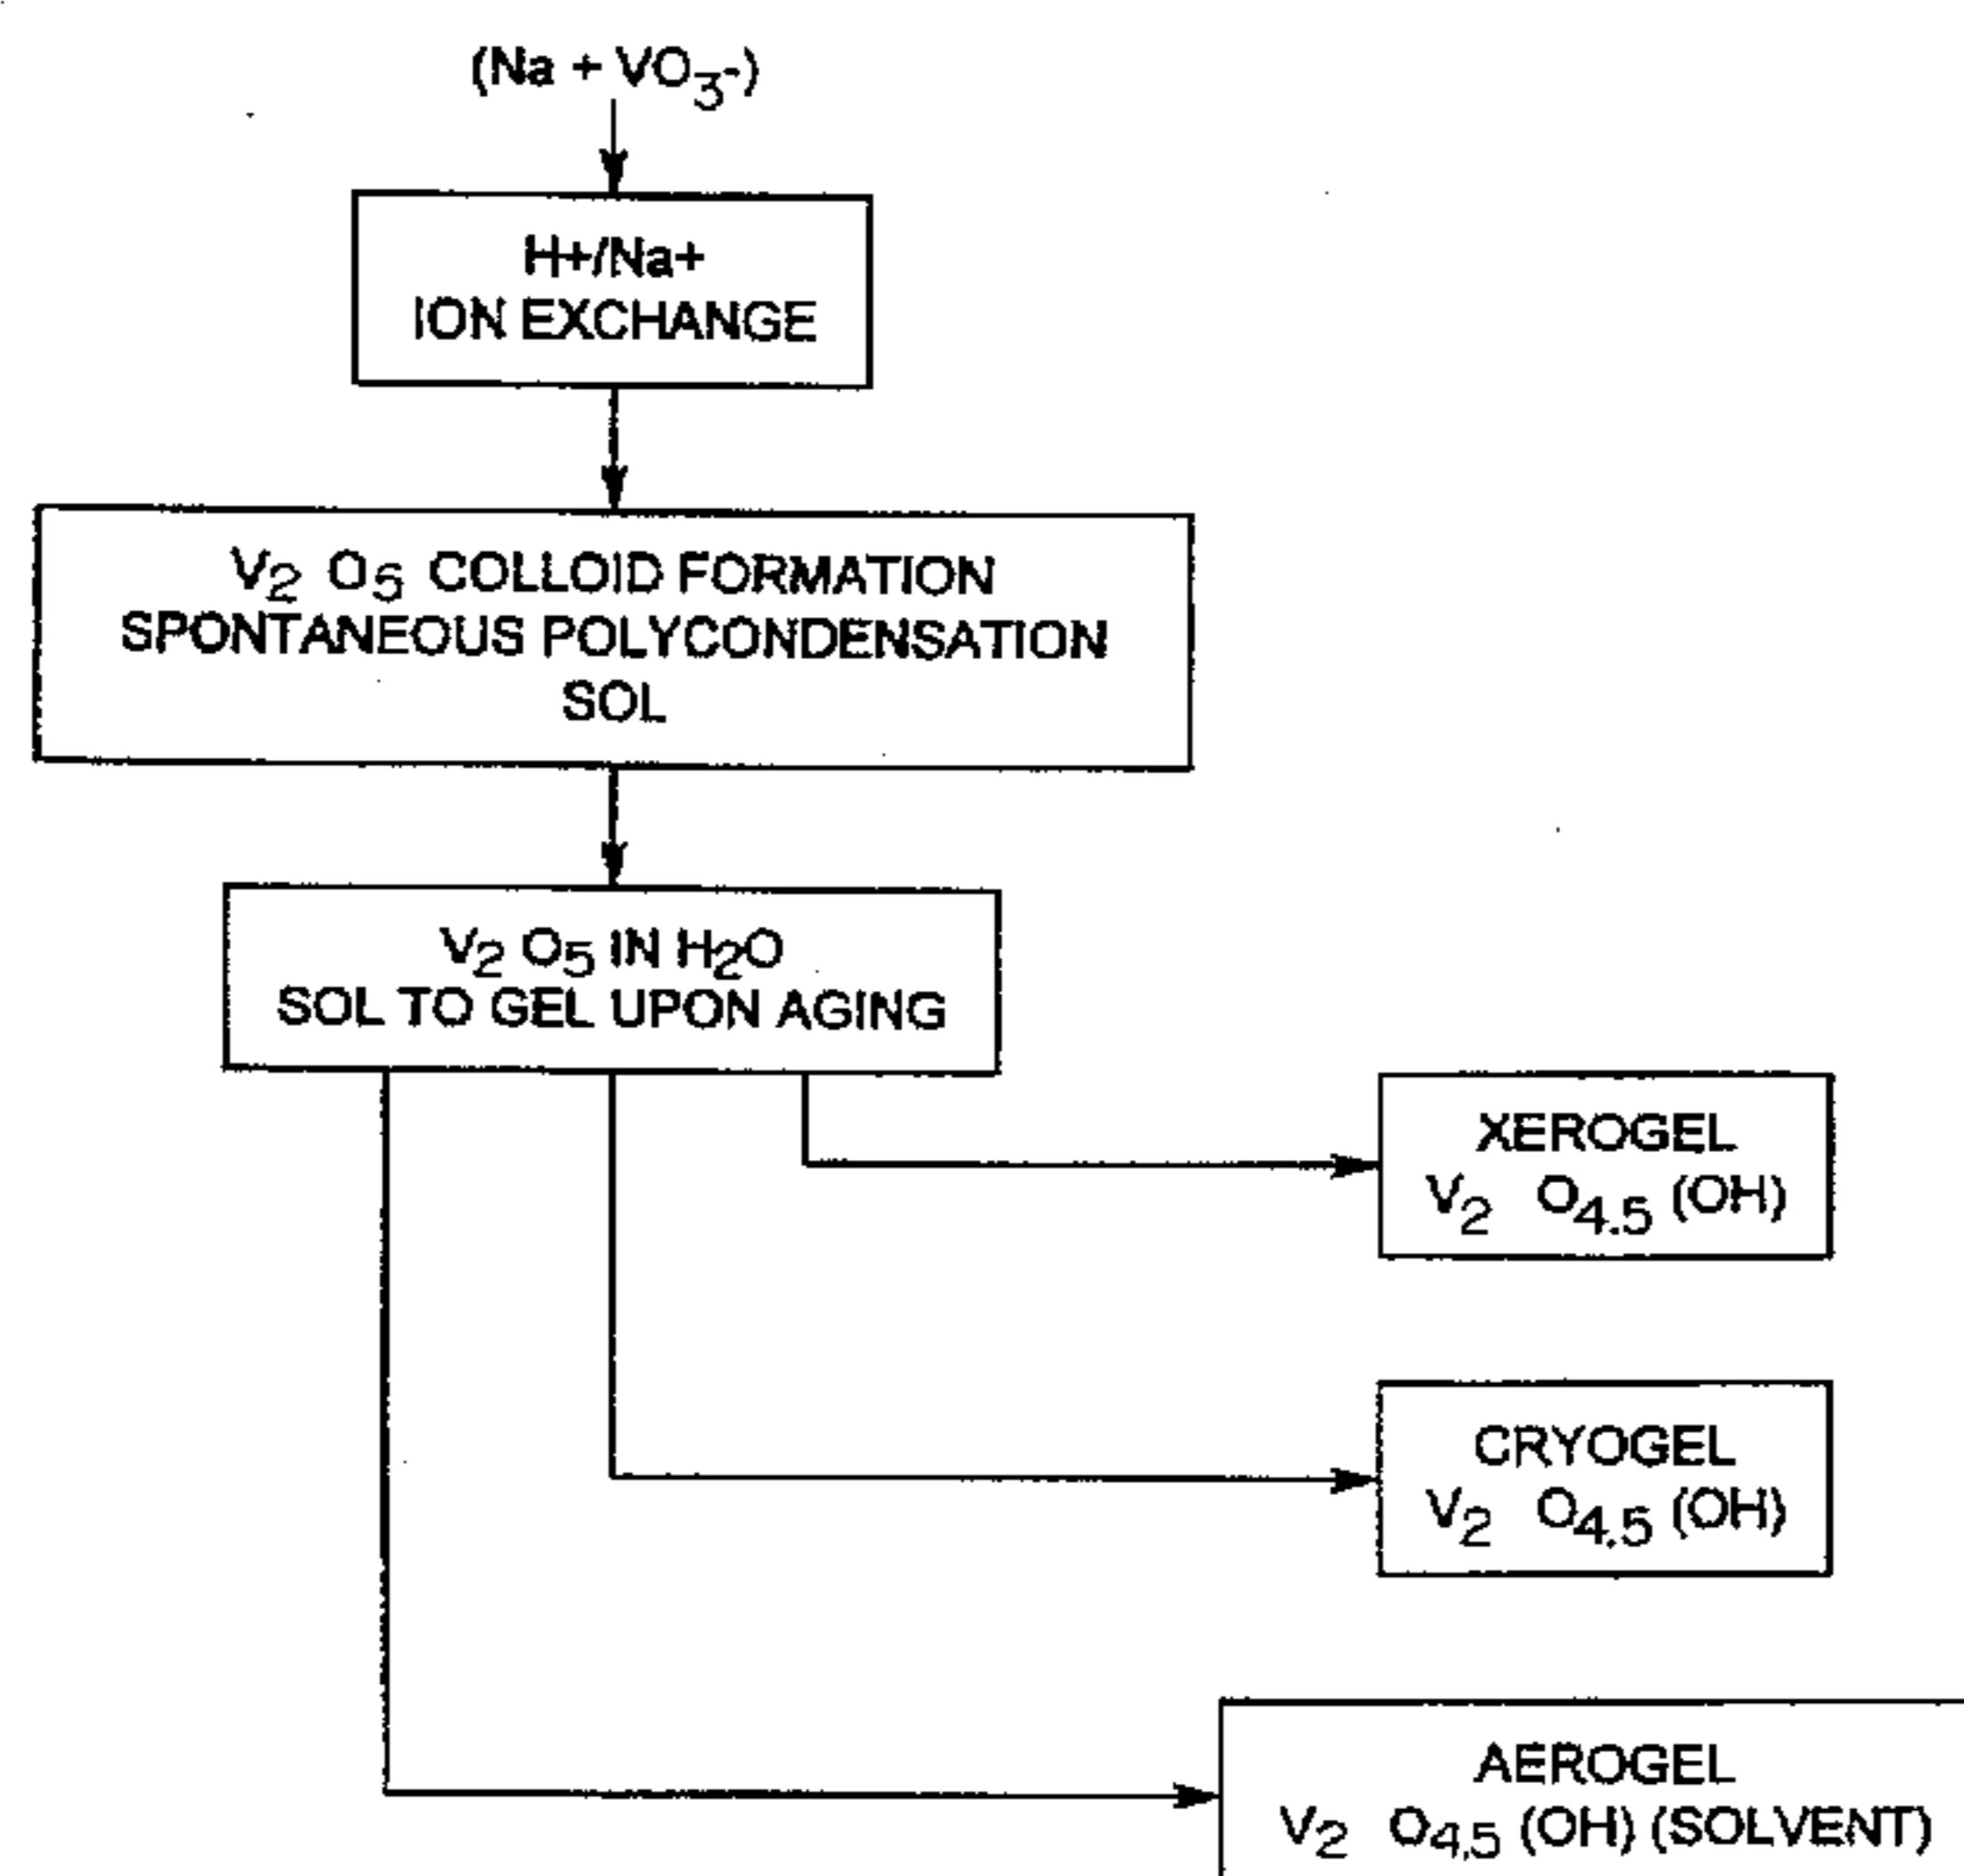 (Na + VO₃-)
H+/Na+
ION EXCHANGE
V₂ O₅ COLLOID FORMATION
SPONTANEOUS POLYCONDENSATION
SOL
V₂ O₅ IN H₂O
SOL TO GEL UPON AGING
XEROGEL
V₂ O₄.₅ (OH)
CRYOGEL
V₂ O₄.₅ (OH)
AEROGEL
V₂ O₄.₅ (OH) (SOLVENT)